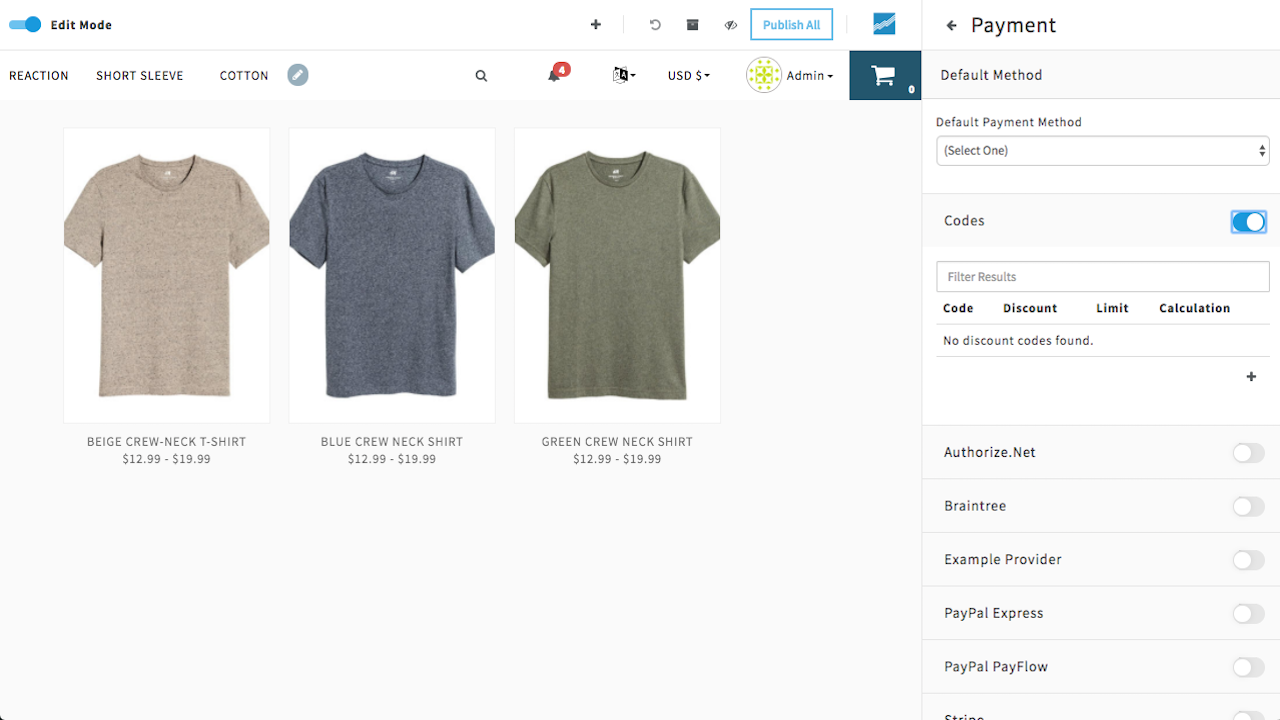 Edit Mode
Publish All
REACTION SHORT SLEEVE COTTON
4
USD $
Admin
0
BEIGE CREW-NECK T-SHIRT
$12.99 - $19.99
BLUE CREW NECK SHIRT
$12.99 - $19.99
GREEN CREW NECK SHIRT
$12.99 - $19.99
Payment
Default Method
Default Payment Method
(Select One)
Codes
Filter Results
Code Discount Limit Calculation
No discount codes found.
Authorize.Net
Braintree
Example Provider
PayPal Express
PayPal PayFlow
Stripe